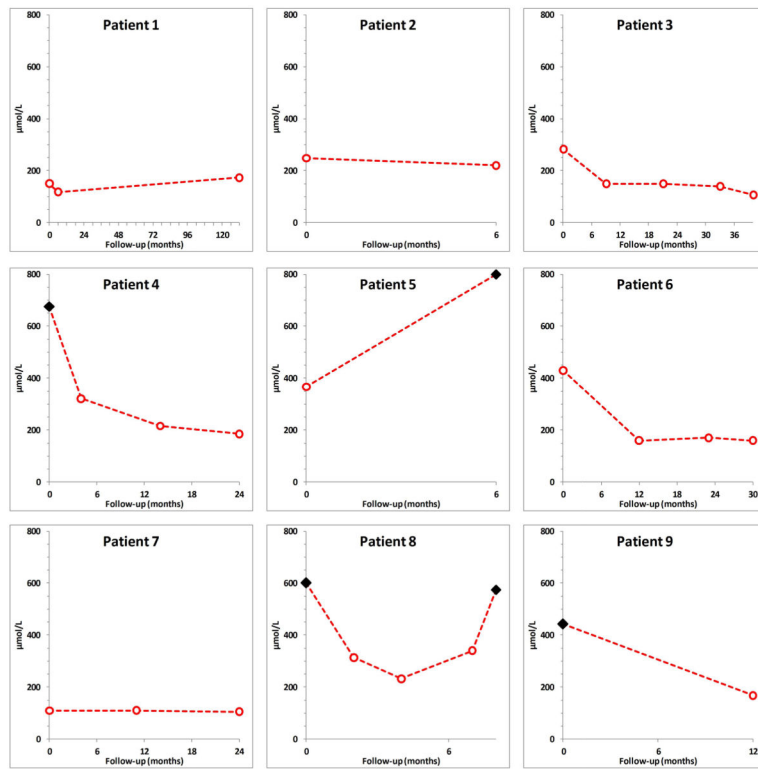 Patient 1
µmol/L
800
600
400
200
0
0 24 48 72 96 120
Follow-up (months)
Patient 2
µmol/L
800
600
400
200
0
0 6
Follow-up (months)
Patient 3
µmol/L
800
600
400
200
0
0 6 12 18 24 30 36
Follow-up (months)
Patient 4
µmol/L
800
600
400
200
0
0 6 12 18 24
Follow-up (months)
Patient 5
µmol/L
800
600
400
200
0
0 6
Follow-up (months)
Patient 6
µmol/L
800
600
400
200
0
0 6 12 18 24 30
Follow-up (months)
Patient 7
µmol/L
800
600
400
200
0
0 6 12 18 24
Follow-up (months)
Patient 8
µmol/L
800
600
400
200
0
0 6
Follow-up (months)
Patient 9
µmol/L
800
600
400
200
0
0 6 12
Follow-up (months)